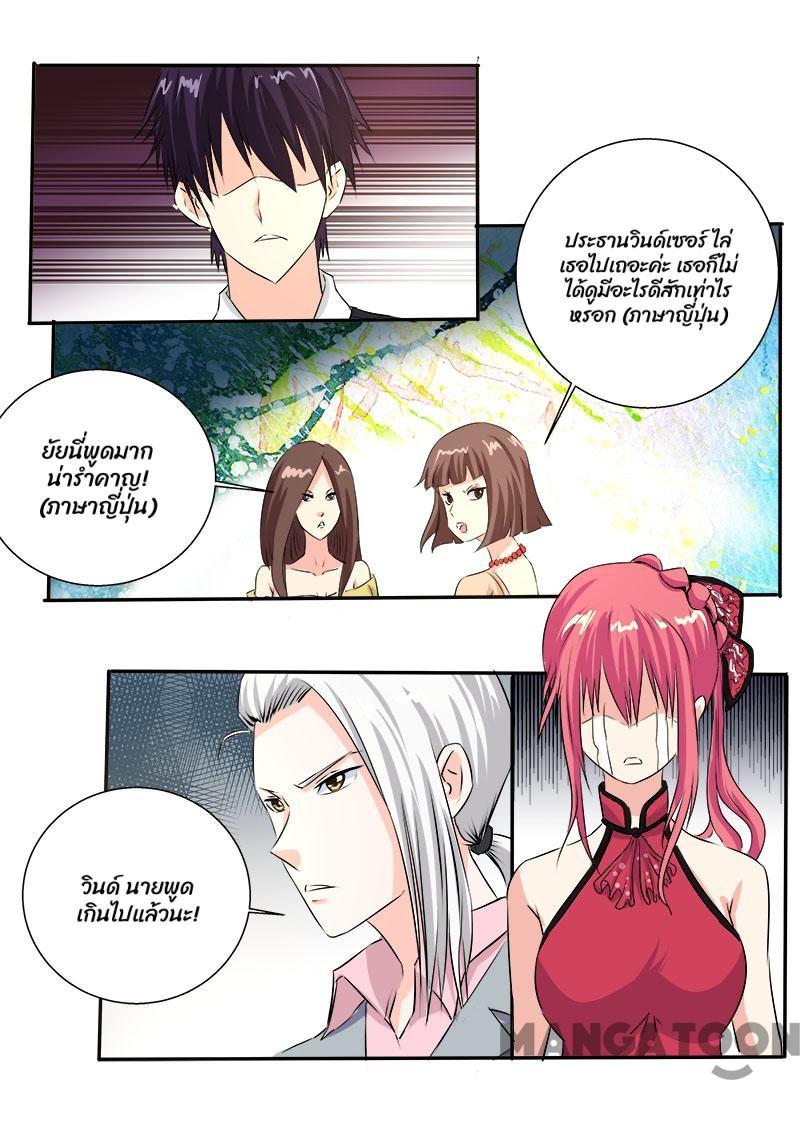 ประธานวินด์เซอร์ ไล่
เธอไปเถอะค่ะ เธอก็ไม่
ได้ดูมีอะไรดีสักเท่าไร
หรอก (ภาษาญี่ปุ่น)
ยัยนี่พูดมาก
น่ารำคาญ!
(ภาษาญี่ปุ่น)
วินด์ นายพูด
เกินไปแล้วนะ!
MANGATOON